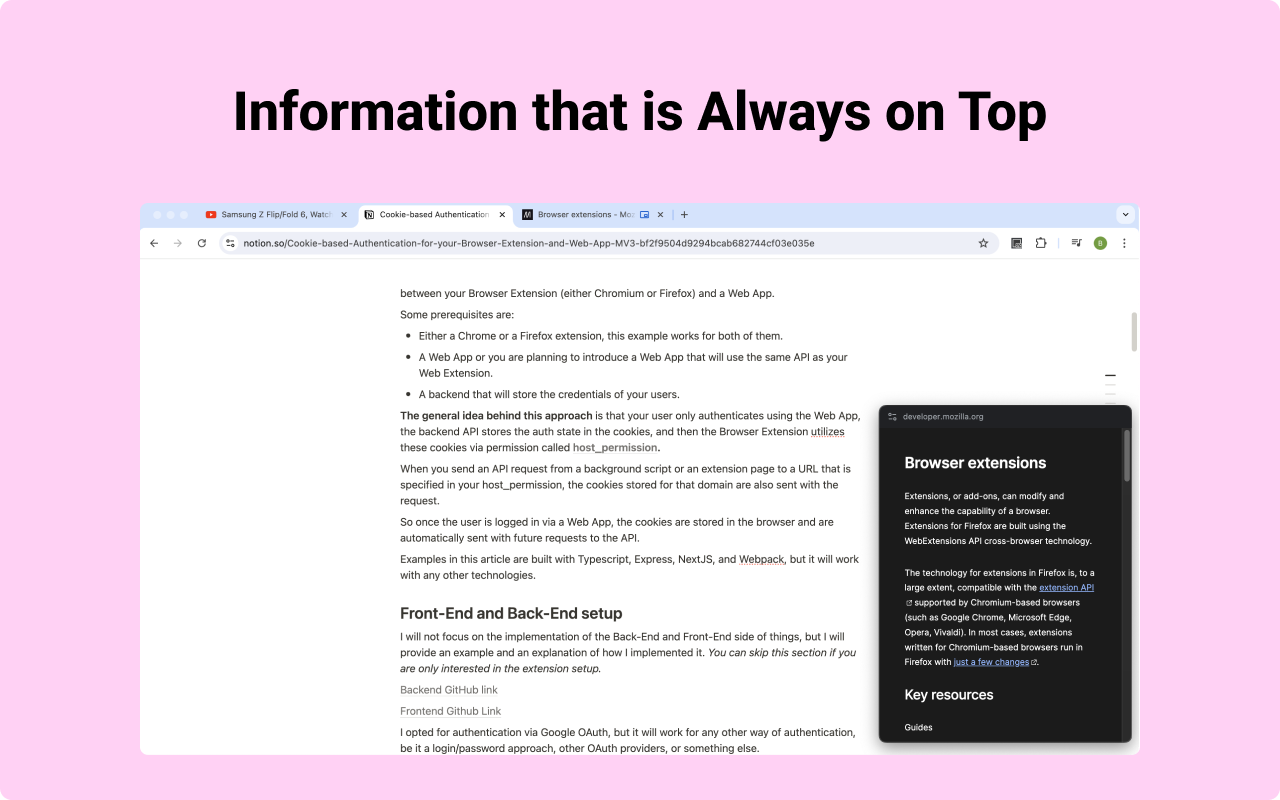 Information that is Always on Top
Samsung Z Flip/Fold 6, Watch
Cookie-based Authentication
Browser extensions - Moz
notion.so/Cookie-based-Authentication-for-your-Browser-Extension-and-Web-App-MV3-bf2f9504d9294bcab682744cf03e035e
B
between your Browser Extension (either Chromium or Firefox) and a Web App.
Some prerequisites are:
• Either a Chrome or a Firefox extension, this example works for both of them.
• A Web App or you are planning to introduce a Web App that will use the same API as your
Web Extension.
• A backend that will store the credentials of your users.
The general idea behind this approach is that your user only authenticates using the Web App,
the backend API stores the auth state in the cookies, and then the Browser Extension utilizes
these cookies via permission called host_permission.
When you send an API request from a background script or an extension page to a URL that is
specified in your host_permission, the cookies stored for that domain are also sent with the
request.
So once the user is logged in via a Web App, the cookies are stored in the browser and are
automatically sent with future requests to the API.
Examples in this article are built with Typescript, Express, NextJS, and Webpack, but it will work
with any other technologies.
Front-End and Back-End setup
I will not focus on the implementation of the Back-End and Front-End side of things, but I will
provide an example and an explanation of how I implemented it. You can skip this section if you
are only interested in the extension setup.
Backend GitHub link
Frontend Github Link
I opted for authentication via Google OAuth, but it will work for any other way of authentication,
be it a login/password approach, other OAuth providers, or something else.
developer.mozilla.org
Browser extensions
Extensions, or add-ons, can modify and
enhance the capability of a browser.
Extensions for Firefox are built using the
WebExtensions API cross-browser technology.
The technology for extensions in Firefox is, to a
large extent, compatible with the extension API
supported by Chromium-based browsers
(such as Google Chrome, Microsoft Edge,
Opera, Vivaldi). In most cases, extensions
written for Chromium-based browsers run in
Firefox with just a few changes.
Key resources
Guides